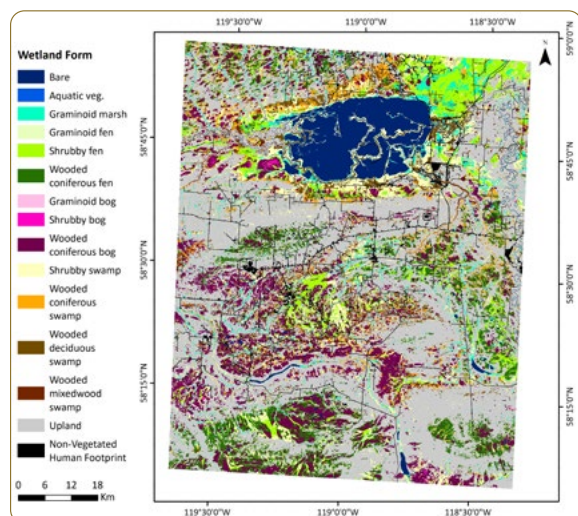 119°30'0"W 119°0'0"W 118°30'0"W
Wetland Form
Bare
Aquatic veg.
Graminoid marsh
Graminoid fen
Shrubby fen
Wooded
coniferous fen
Graminoid bog
Shrubby bog
Wooded
coniferous bog
Shrubby swamp
Wooded
coniferous
swamp
Wooded
deciduous
swamp
Wooded
mixedwood
swamp
Upland
Non-Vegetated
Human Footprint
0 6 12 18
Km
58°45'0"N
58°30'0"N
58°15'0"N
N
59°0'0"N
58°45'0"N
58°30'0"N
58°15'0"N
119°30'0"W 119°0'0"W 118°30'0"W